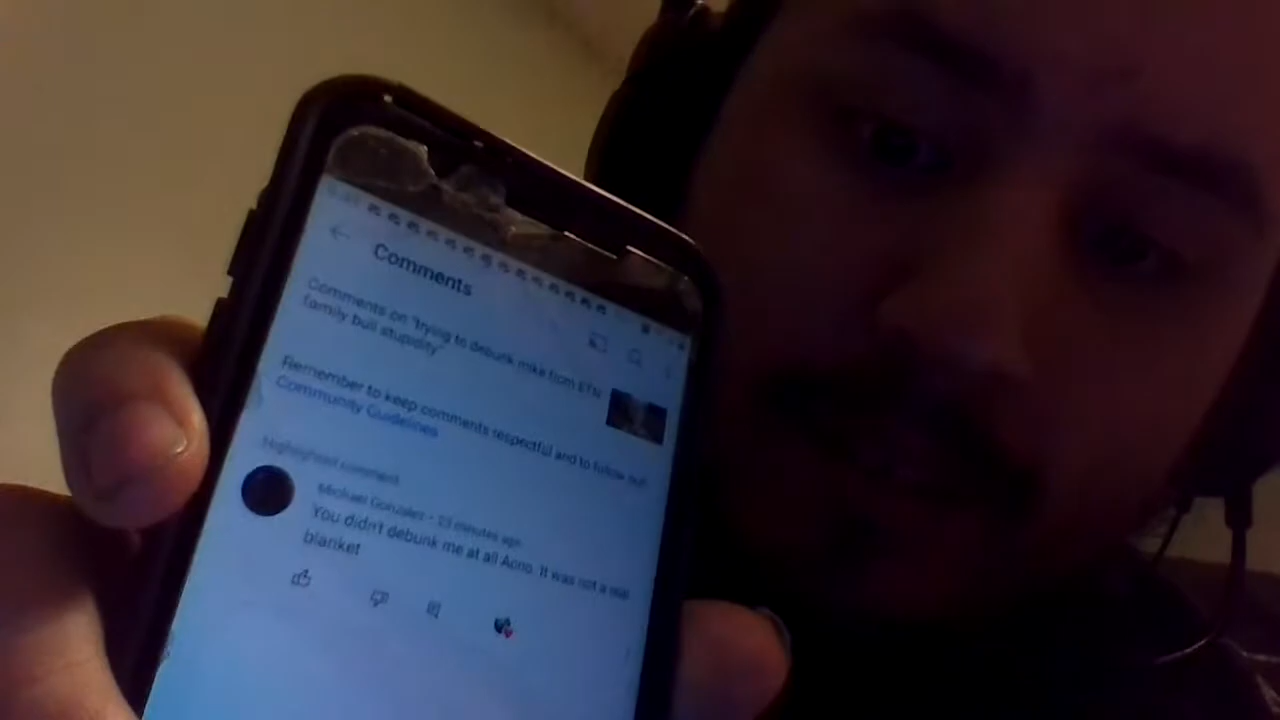 Comments
Comments on "trying to debunk mike from ETN
family bull stupidity"
Remember to keep comments respectful and to follow our
Community Guidelines
Highlighted comment
Michael Gonzalez • 23 minutes ago
You didn't debunk me at all Acno. It was not a real
blanket